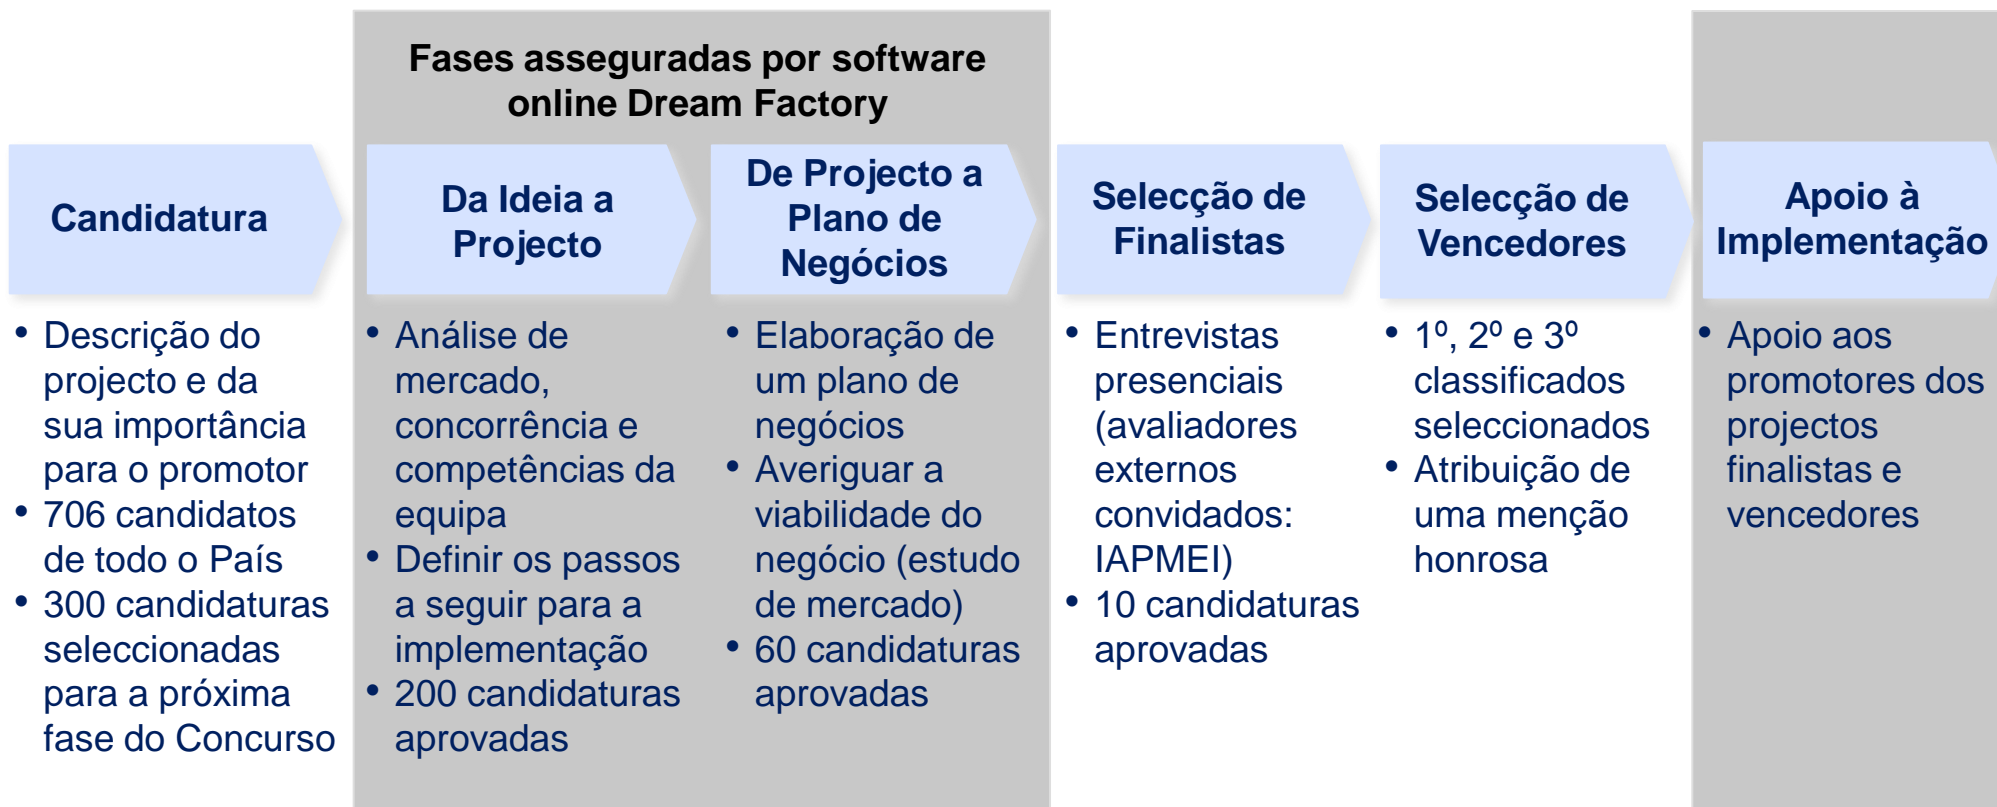 Fases asseguradas por software
online Dream Factory
Candidatura
Da Ideia a
Projecto
De Projecto a
Plano de
Negócios
Selecção de
Finalistas
Selecção de
Vencedores
Apoio à
Implementação
• Descrição do
projecto e da
sua importância
para o promotor
• 706 candidatos
de todo o País
• 300 candidaturas
seleccionadas
para a próxima
fase do Concurso
• Análise de
mercado,
concorrência e
competências da
equipa
• Definir os passos
a seguir para a
implementação
• 200 candidaturas
aprovadas
• Elaboração de
um plano de
negócios
• Averiguar a
viabilidade do
negócio (estudo
de mercado)
• 60 candidaturas
aprovadas
• Entrevistas
presenciais
(avaliadores
externos
convidados:
IAPMEI)
• 10 candidaturas
aprovadas
• 1º, 2º e 3º
classificados
seleccionados
• Atribuição de
uma menção
honrosa
• Apoio aos
promotores dos
projectos
finalistas e
vencedores